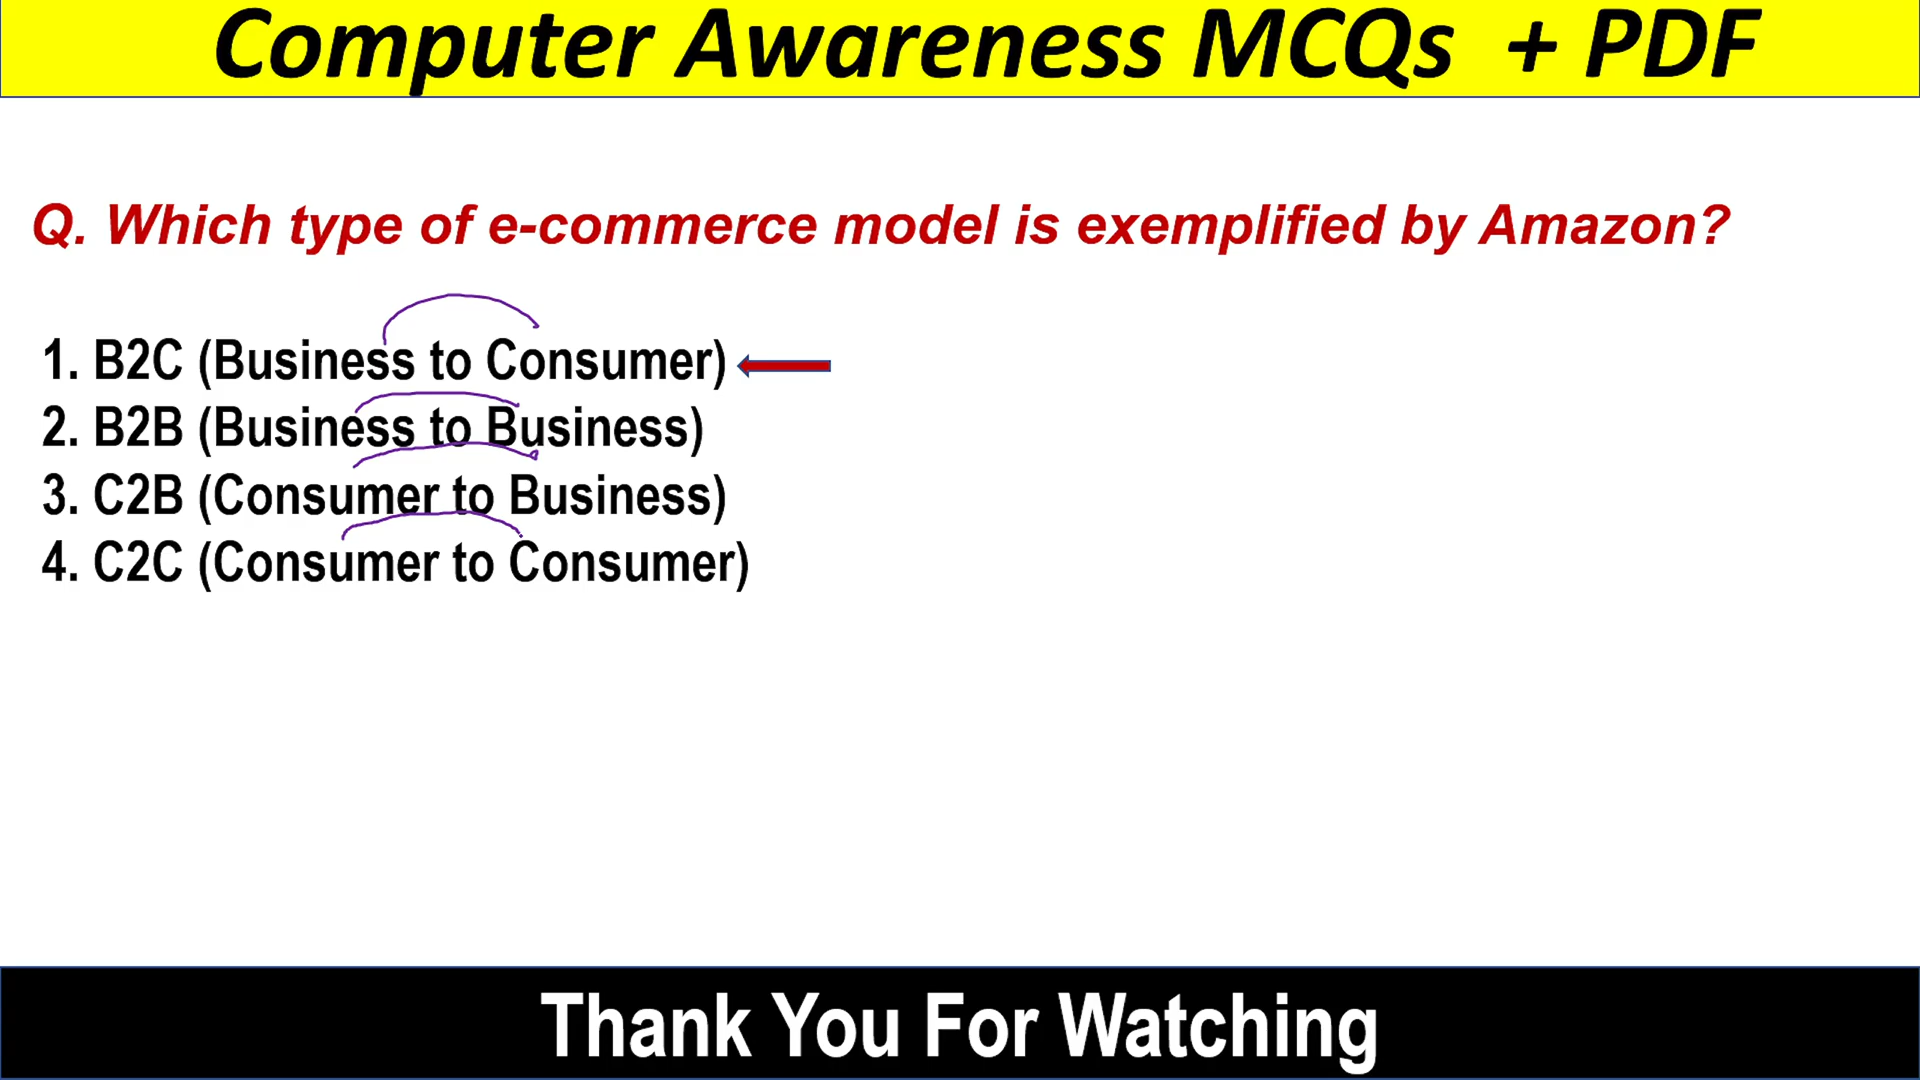 Computer Awareness MCQs + PDF
Q. Which type of e-commerce model is exemplified by Amazon?
1. B2C (Business to Consumer)
2. B2B (Business to Business)
3. C2B (Consumer to Business)
4. C2C (Consumer to Consumer)
Thank You For Watching